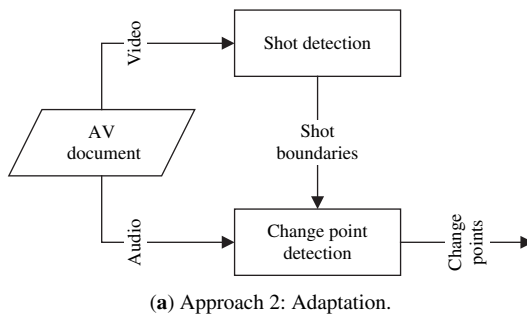 Video
Shot detection
AV
document
Shot
boundaries
Audio
Change point
detection
Change
points
(a) Approach 2: Adaptation.